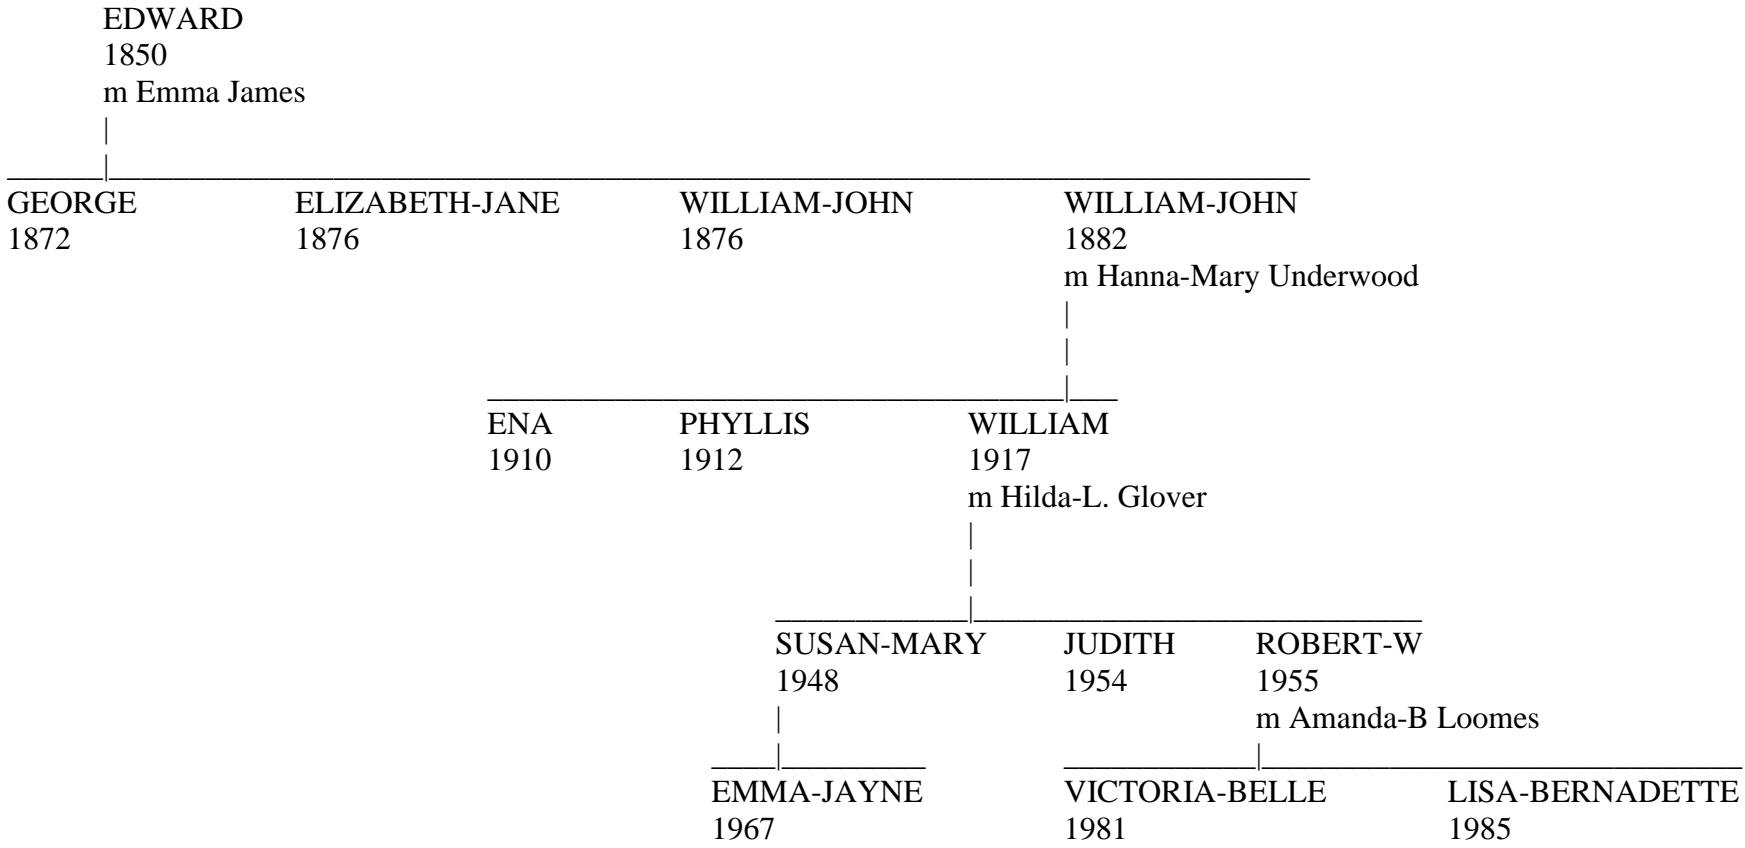 EDWARD
1850
m Emma James
GEORGE ELIZABETH-JANE WILLIAM-JOHN WILLIAM-JOHN
1872 1876 1876 1882
m Hanna-Mary Underwood
ENA PHYLLIS WILLIAM
1910 1912 1917
m Hilda-L. Glover
SUSAN-MARY JUDITH ROBERT-W
1948 1954 1955
m Amanda-B Loomes
EMMA-JAYNE VICTORIA-BELLE LISA-BERNADETTE
1967 1981 1985